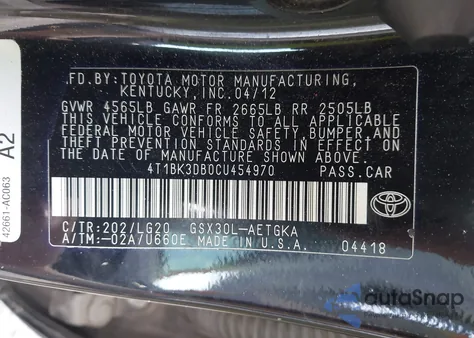 F.D. BY: TOYOTA MOTOR MANUFACTURING,
KENTUCKY, INC. 04/12
GVWR 4565LB GAWR FR 2665LB RR 2505LB
THIS VEHICLE CONFORMS TO ALL APPLICABLE
FEDERAL MOTOR VEHICLE SAFETY, BUMPER, AND
THEFT PREVENTION STANDARDS IN EFFECT ON
THE DATE OF MANUFACTURE SHOWN ABOVE.
4T1BK3DB0CU454970 PASS.CAR
C/TR:202/LG20 GSX30L-AETGKA
A/TM:-02A/U660E MADE IN U.S.A. 04418
TOYOTA
42661-AC063
A2
autoSnap